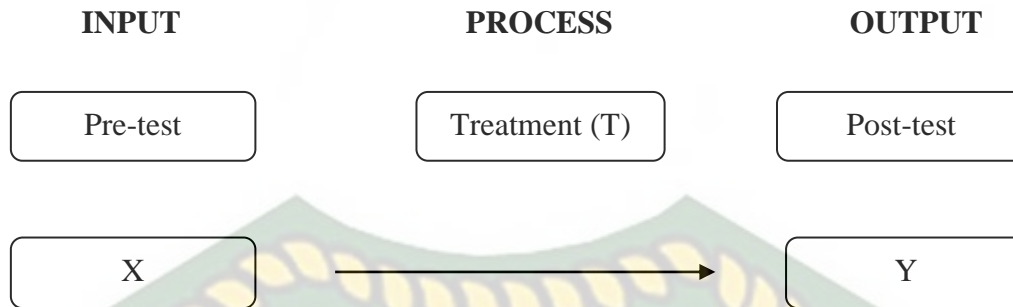 INPUT PROCESS OUTPUT
Pre-test Treatment (T) Post-test
X Y